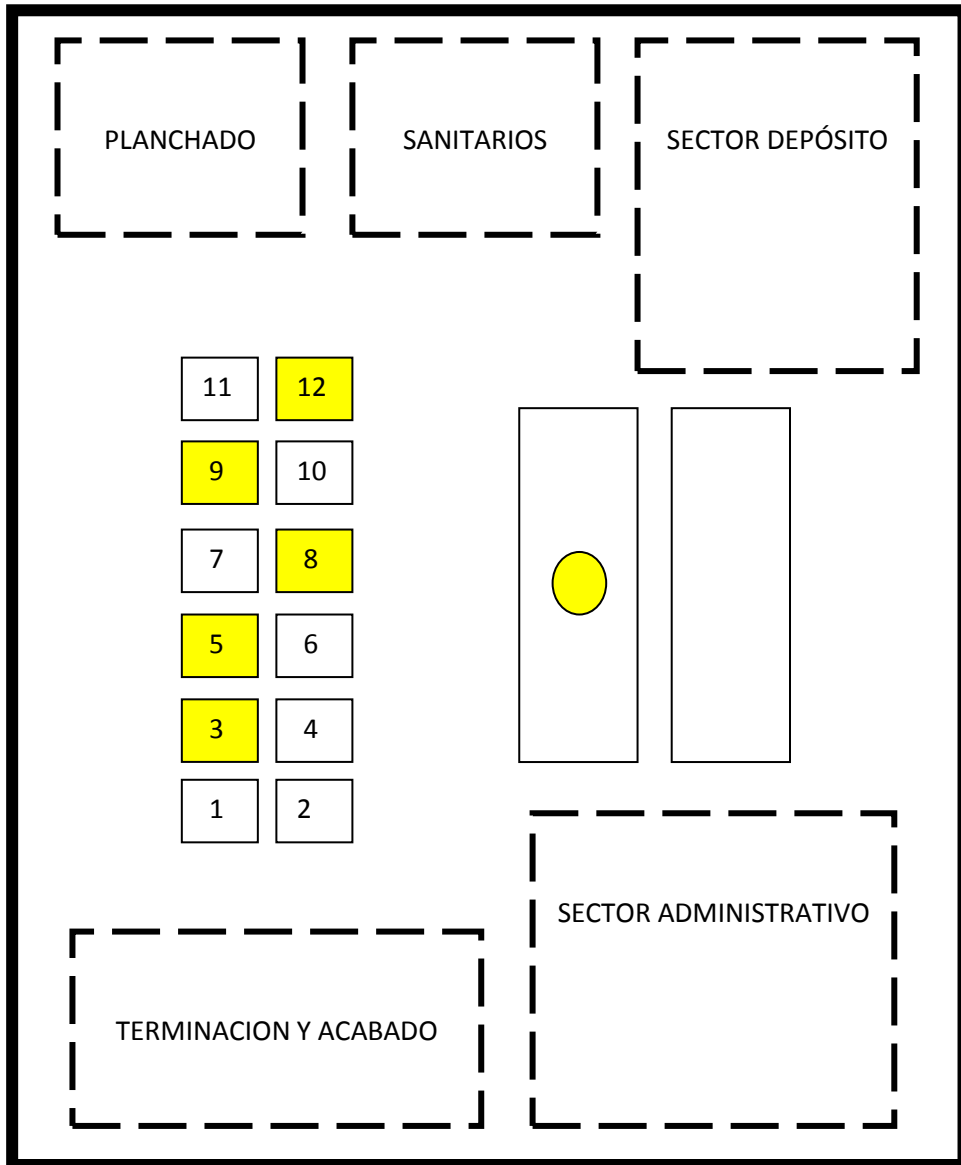 PLANCHADO
SANITARIOS
SECTOR DEPÓSITO
11 12
9 10
7 8
5 6
3 4
1 2
SECTOR ADMINISTRATIVO
TERMINACION Y ACABADO